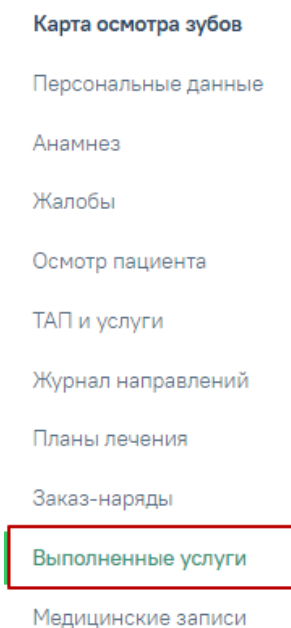 Карта осмотра зубов
Персональные данные
Анамнез
Жалобы
Осмотр пациента
ТАП и услуги
Журнал направлений
Планы лечения
Заказ-наряды
Выполненные услуги
Медицинские записи